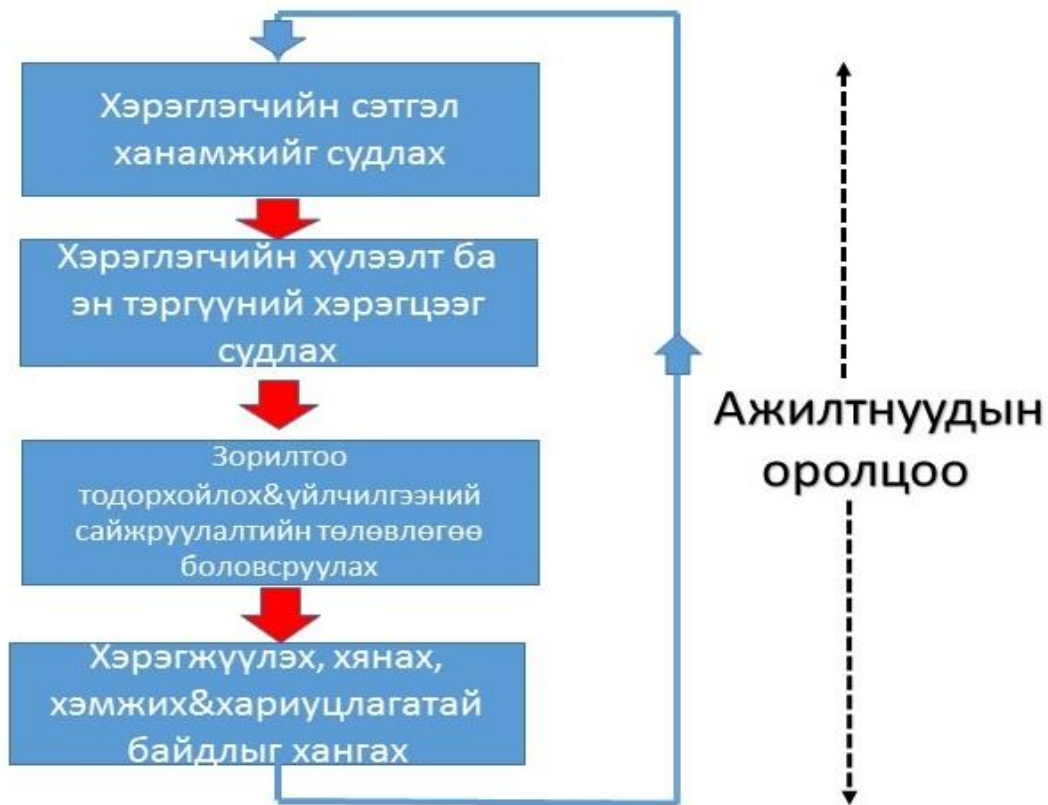 Хэрэглэгчийн сэтгэл
ханамжийг судлах
Хэрэглэгчийн хүлээлт ба
эн тэргүүний хэрэгцээг
судлах
Зорилтоо
тодорхойлох&үйлчилгээний
сайжруулалтийн төлөвлөгөө
боловсруулах
Хэрэгжүүлэх, хянах,
хэмжих&хариуцлагатай
байдлыг хангах
Ажилтнуудын
оролцоо